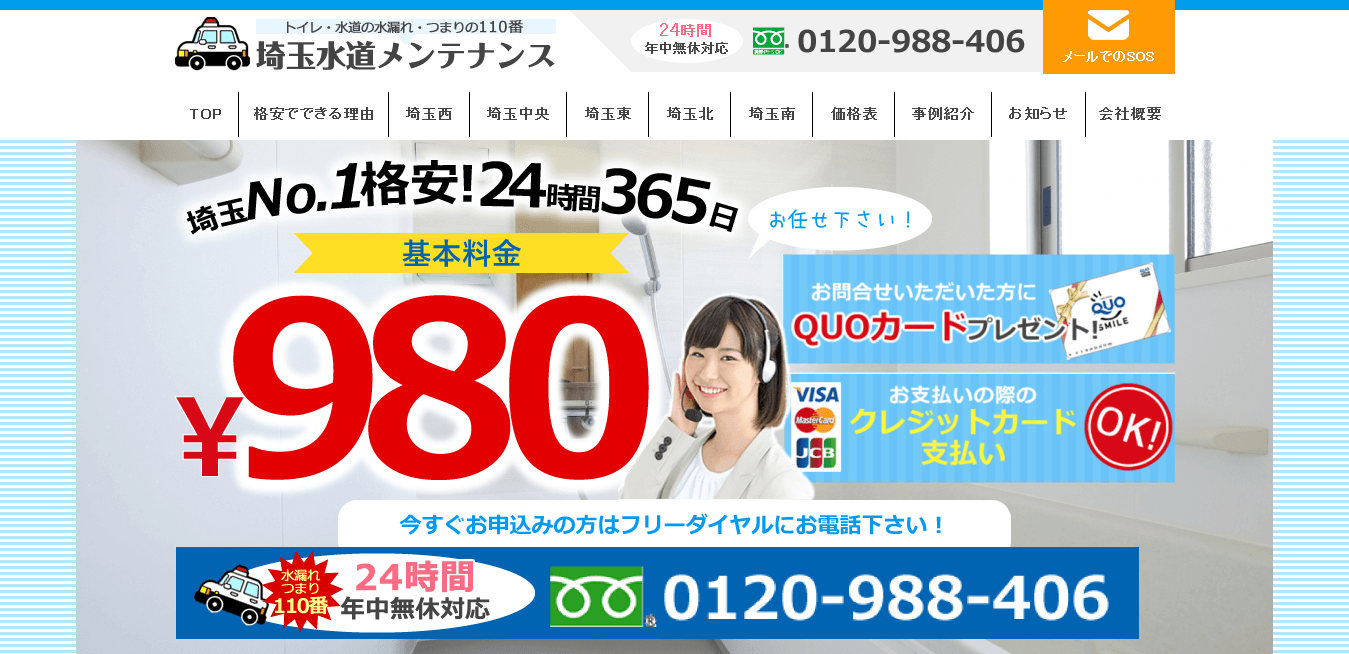 トイレ・水道の水漏れ・つまりの110番
埼玉水道メンテナンス
24時間
年中無休対応
0120-988-406
メールでのSOS
TOP
格安でできる理由
埼玉西
埼玉中央
埼玉東
埼玉北
埼玉南
価格表
事例紹介
お知らせ
会社概要
埼玉No.1格安!24時間365日
お任せ下さい！
基本料金
¥980
お問合せいただいた方に
QUOカードプレゼント!
QUO
SMILE
VISA
MasterCard
JCB
お支払いの際の
クレジットカード
支払い
OK!
今すぐお申込みの方はフリーダイヤルにお電話下さい！
水漏れ
つまり
110番
24時間
年中無休対応
0120-988-406